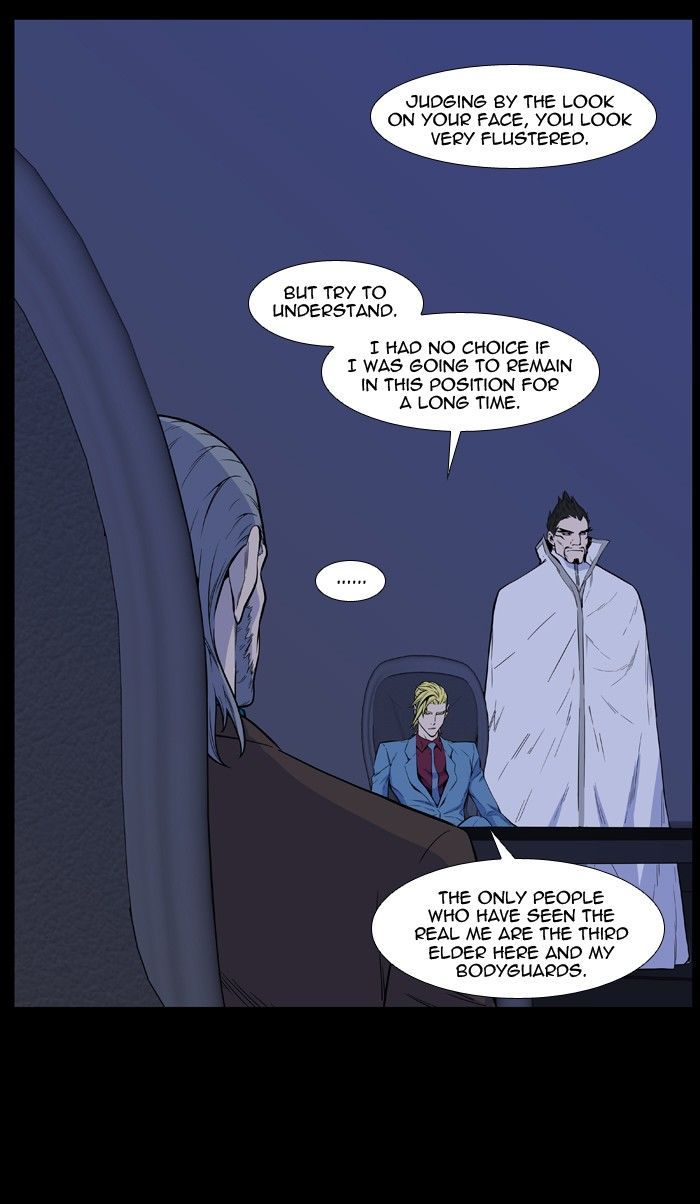 JUDGING BY THE LOOK
ON YOUR FACE, YOU LOOK
VERY FLUSTERED.
BUT TRY TO
UNDERSTAND.
I HAD NO CHOICE IF
I WAS GOING TO REMAIN
IN THIS POSITION FOR
A LONG TIME.
......
THE ONLY PEOPLE
WHO HAVE SEEN THE
REAL ME ARE THE THIRD
ELDER HERE AND MY
BODYGUARDS.